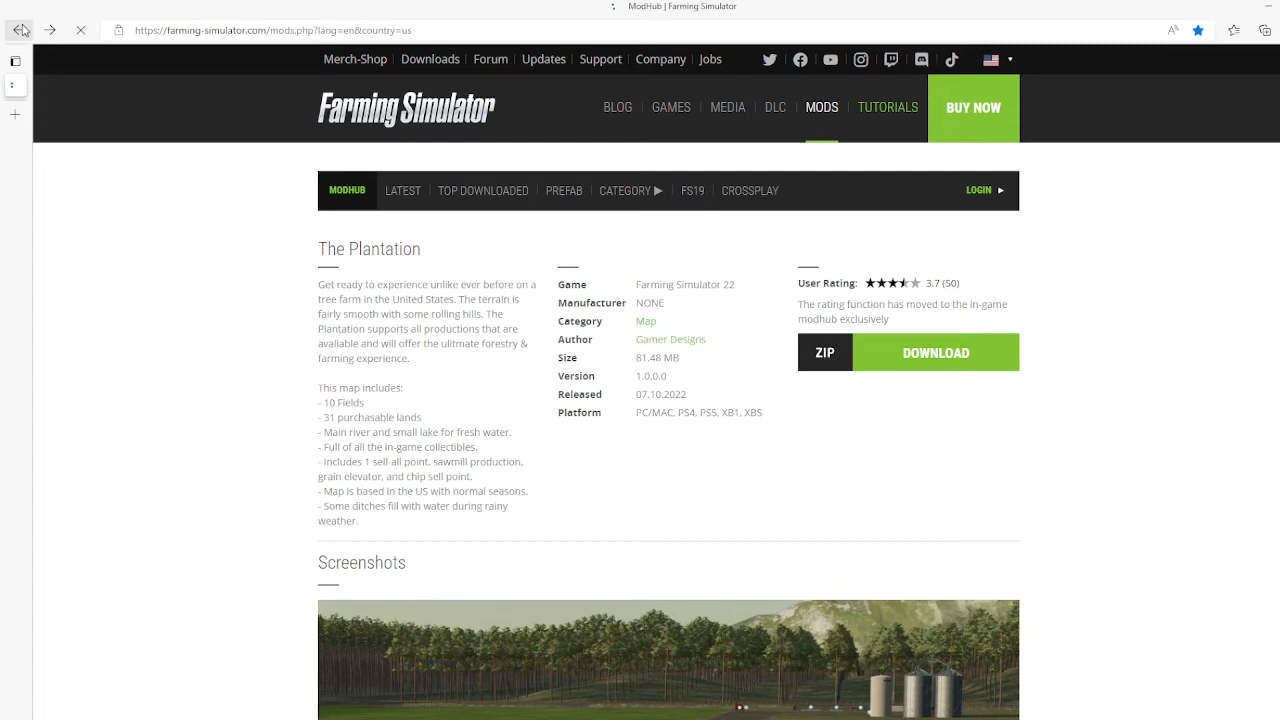 ModHub | Farming Simulator
https://farming-simulator.com/mods.php?lang=en&country=us
Merch-Shop Downloads Forum Updates Support Company Jobs
Farming Simulator
BLOG GAMES MEDIA DLC MODS TUTORIALS BUY NOW
MODHUB LATEST TOP DOWNLOADED PREFAB CATEGORY ▶ FS19 CROSSPLAY LOGIN ▶
The Plantation
Get ready to experience unlike ever before on a
tree farm in the United States. The terrain is
fairly smooth with some rolling hills. The
Plantation supports all productions that are
avaliable and will offer the ulitmate forestry &
farming experience.
This map includes:
- 10 Fields
- 31 purchasable lands
- Main river and small lake for fresh water.
- Full of all the in-game collectibles.
- Includes 1 sell-all point, sawmill production,
grain elevator, and chip sell point.
- Map is based in the US with normal seasons.
- Some ditches fill with water during rainy
weather.
Game Farming Simulator 22
Manufacturer NONE
Category Map
Author Gamer Designs
Size 81.48 MB
Version 1.0.0.0
Released 07.10.2022
Platform PC/MAC, PS4, PS5, XB1, XBS
User Rating: 3.7 (50)
The rating function has moved to the in-game
modhub exclusively
ZIP DOWNLOAD
Screenshots